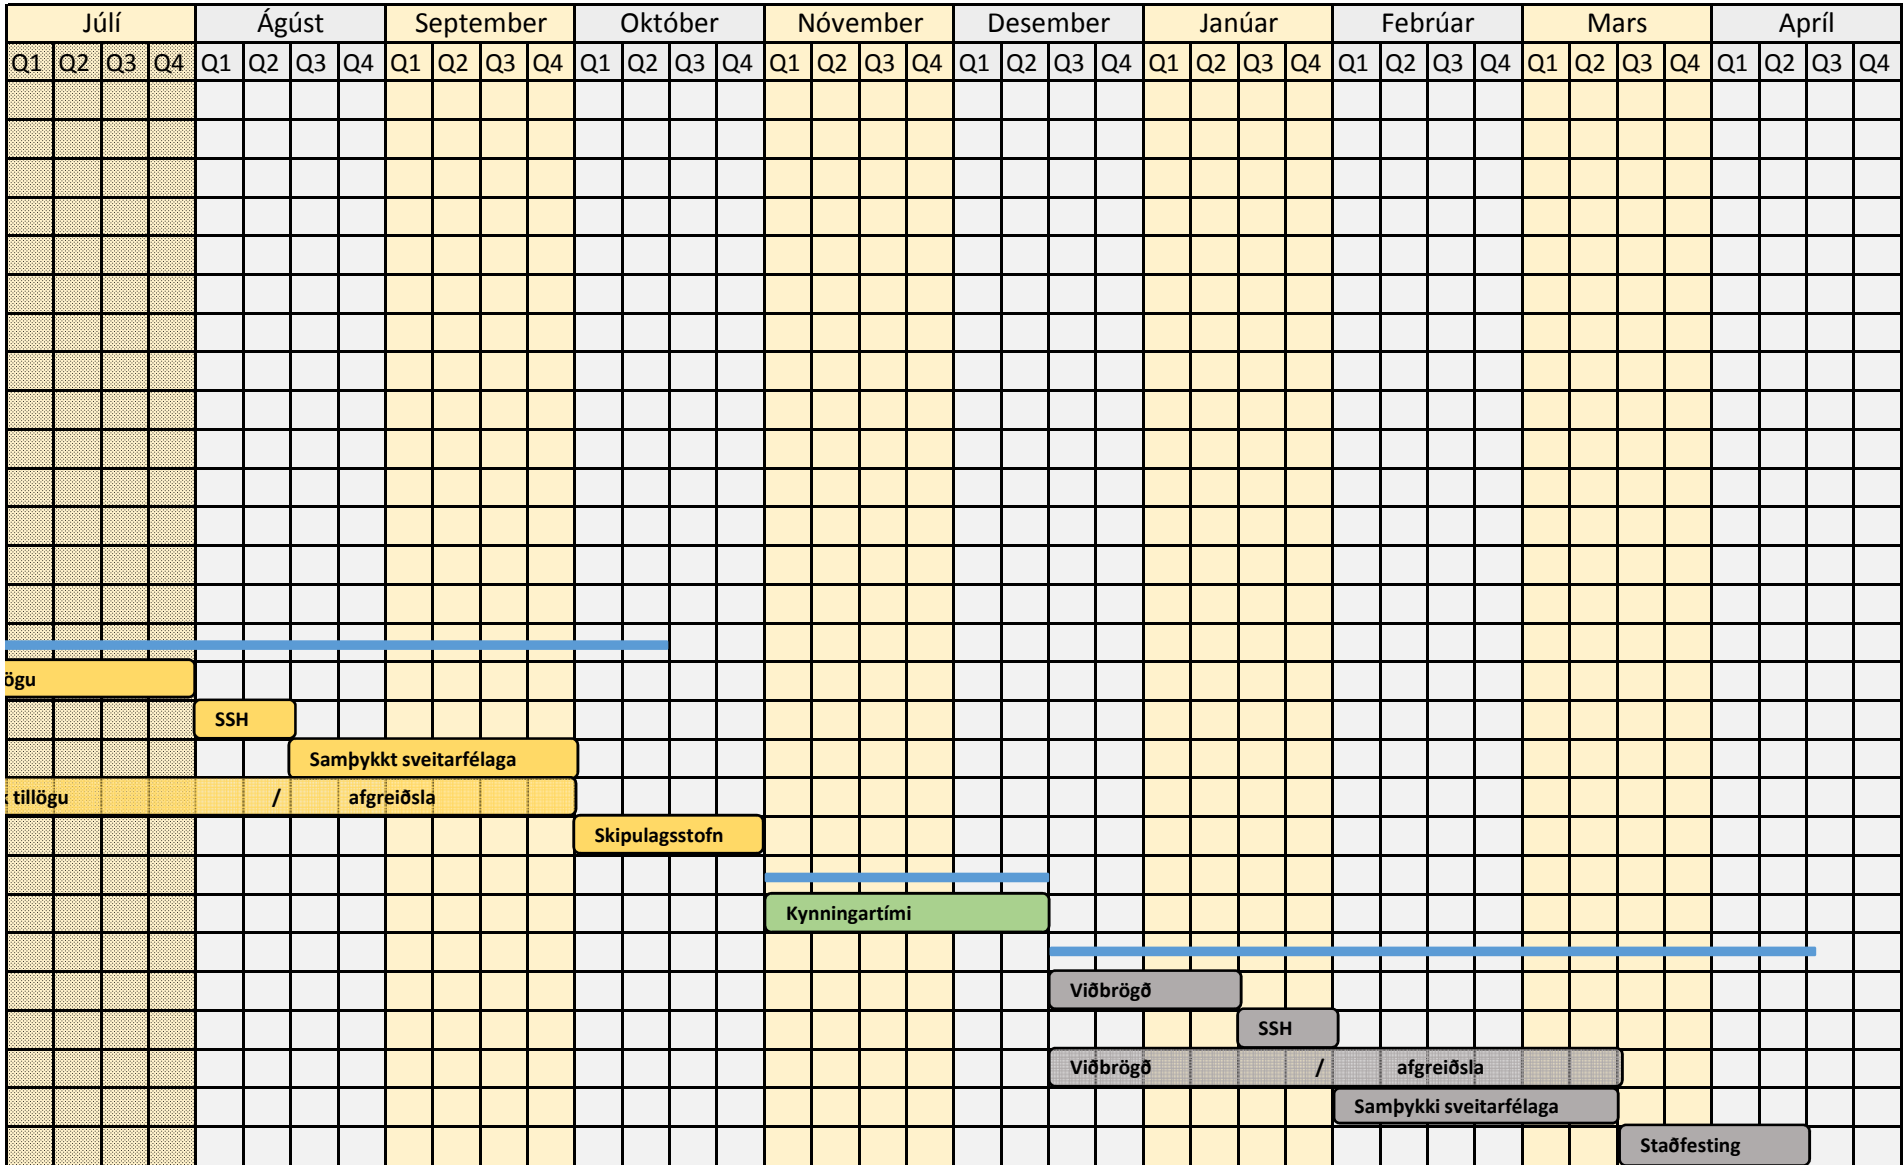 Júlí Ágúst September Október Nóvember Desember Janúar Febrúar Mars Apríl
Q1 Q2 Q3 Q4 Q1 Q2 Q3 Q4 Q1 Q2 Q3 Q4 Q1 Q2 Q3 Q4 Q1 Q2 Q3 Q4 Q1 Q2 Q3 Q4 Q1 Q2 Q3 Q4 Q1 Q2 Q3 Q4 Q1 Q2 Q3 Q4 Q1 Q2 Q3 Q4
ögu
SSH
Samþykkt sveitarfélaga
tillögu / afgreiðsla
Skipulagsstofn
Kynningartími
Viðbrögð
SSH
Viðbrögð / afgreiðsla
Samþykki sveitarfélaga
Staðfesting